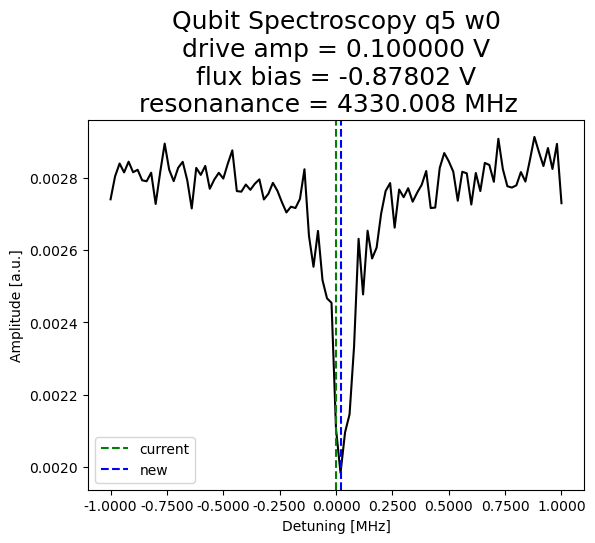 Qubit Spectroscopy q5 w0
drive amp = 0.100000 V
flux bias = -0.87802 V
resonanance = 4330.008 MHz
Amplitude [a.u.]
0.0028
0.0026
0.0024
0.0022
0.0020
current
new
-1.0000 -0.7500 -0.5000 -0.2500 0.0000 0.2500 0.5000 0.7500 1.0000
Detuning [MHz]